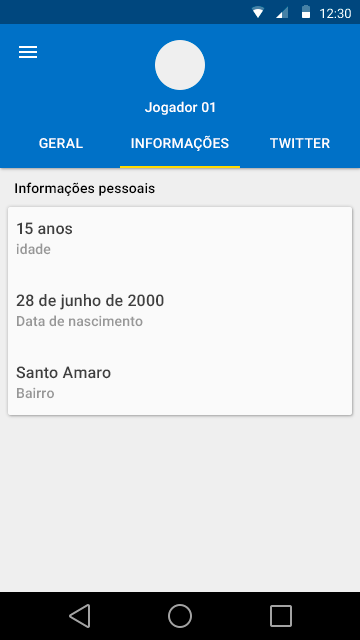 12:30
Jogador 01
GERAL INFORMAÇÕES TWITTER
Informações pessoais
15 anos
idade
28 de junho de 2000
Data de nascimento
Santo Amaro
Bairro